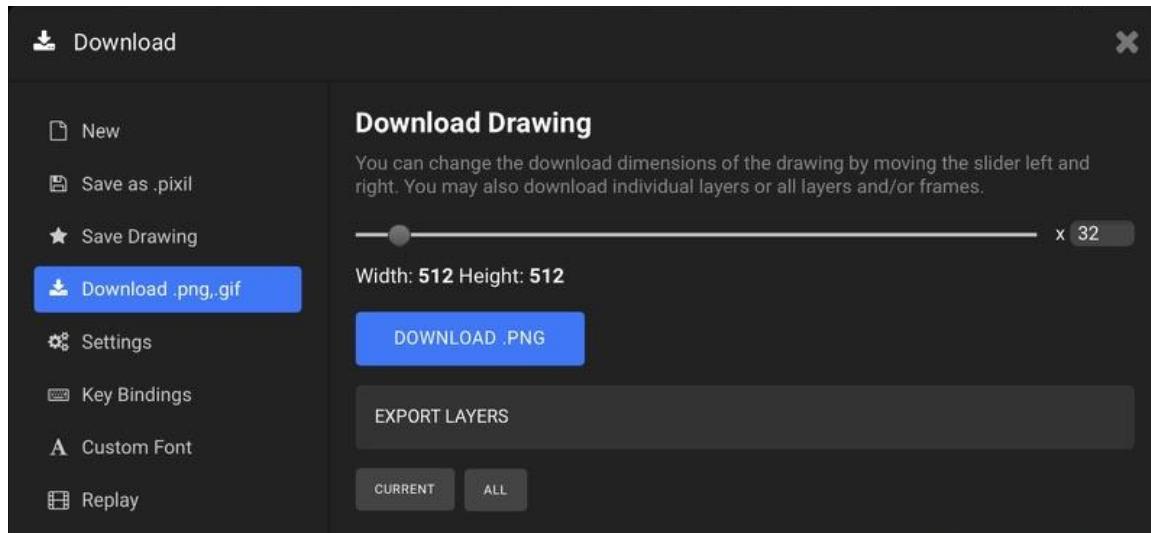 Download
New
Save as .pixil
Save Drawing
Download .png,.gif
Settings
Key Bindings
Custom Font
Replay
Download Drawing
You can change the download dimensions of the drawing by moving the slider left and
right. You may also download individual layers or all layers and/or frames.
x 32
Width: 512 Height: 512
DOWNLOAD .PNG
EXPORT LAYERS
CURRENT ALL